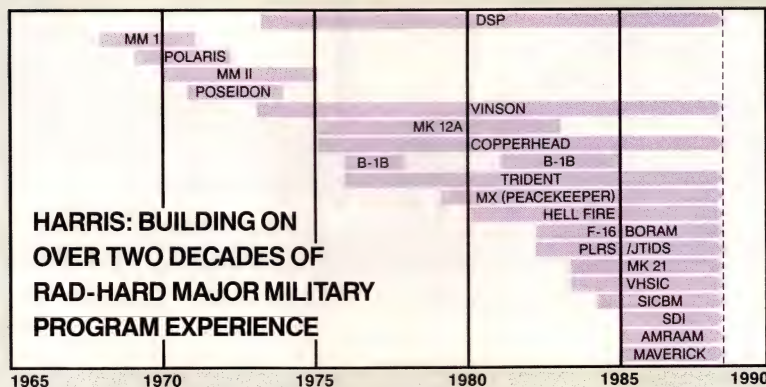 DSP
MM 1
POLARIS
MM II
POSEIDON
VINSON
MK 12A
COPPERHEAD
B-1B B-1B
TRIDENT
MX (PEACEKEEPER)
HELL FIRE
F-16 BORAM
PLRS /JTIDS
MK 21
VHSIC
SICBM
SDI
AMRAAM
MAVERICK
HARRIS: BUILDING ON
OVER TWO DECADES OF
RAD-HARD MAJOR MILITARY
PROGRAM EXPERIENCE
1965 1970 1975 1980 1985 1990